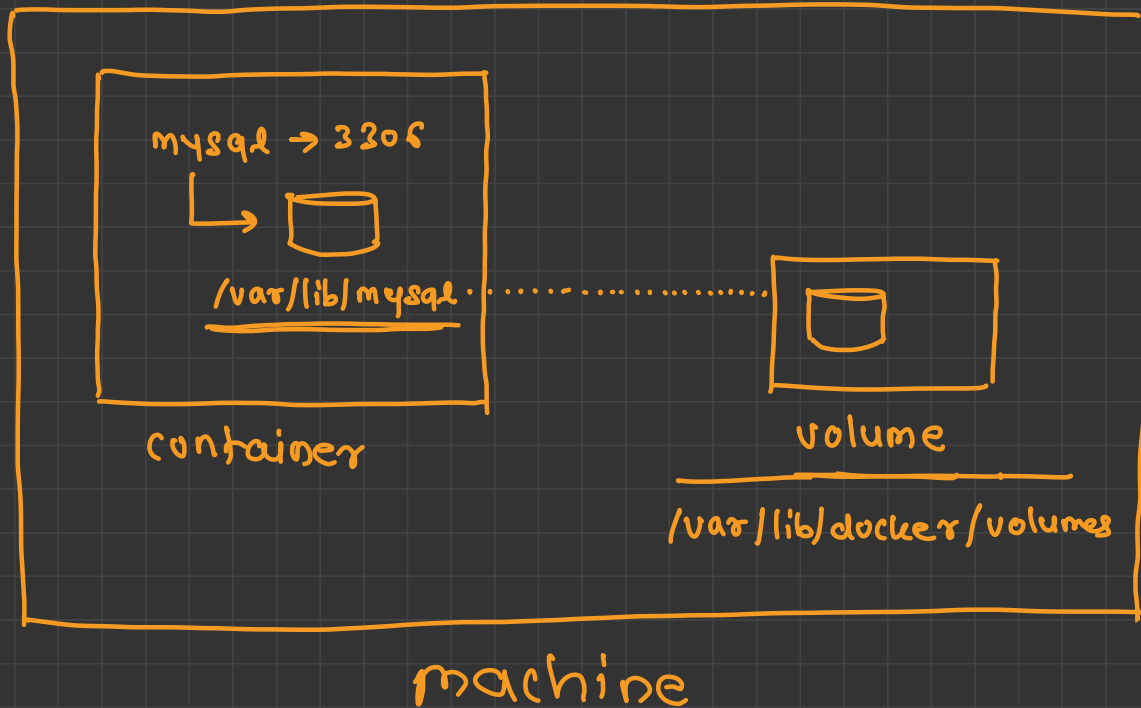 mysql → 3306
/var/lib/mysql
container
volume
/var/lib/docker/volumes
machine